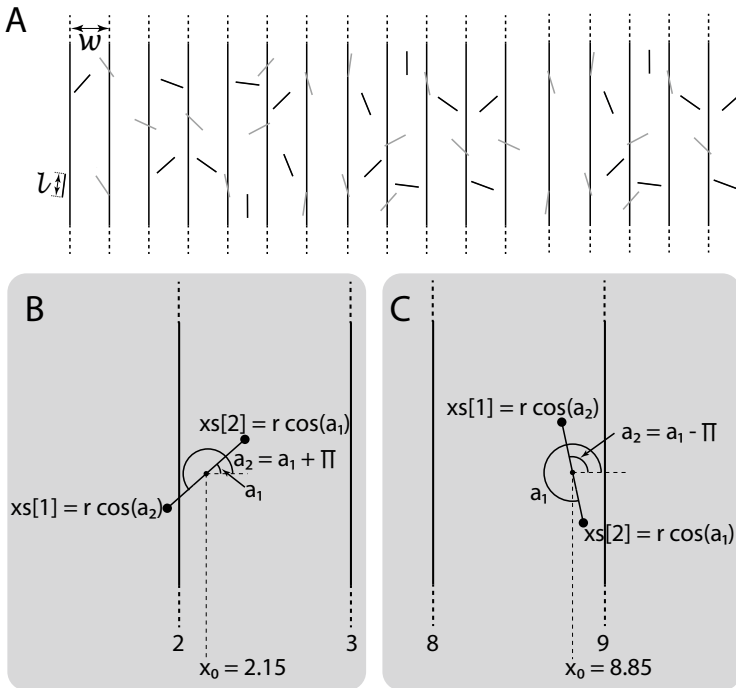 A
w
l
B
xs[2] = r cos(a₁)
a₂ = a₁ + ∏
a₁
xs[1] = r cos(a₂)
2
3
x₀ = 2.15
C
xs[1] = r cos(a₂)
a₂ = a₁ - ∏
a₁
xs[2] = r cos(a₁)
8
9
x₀ = 8.85